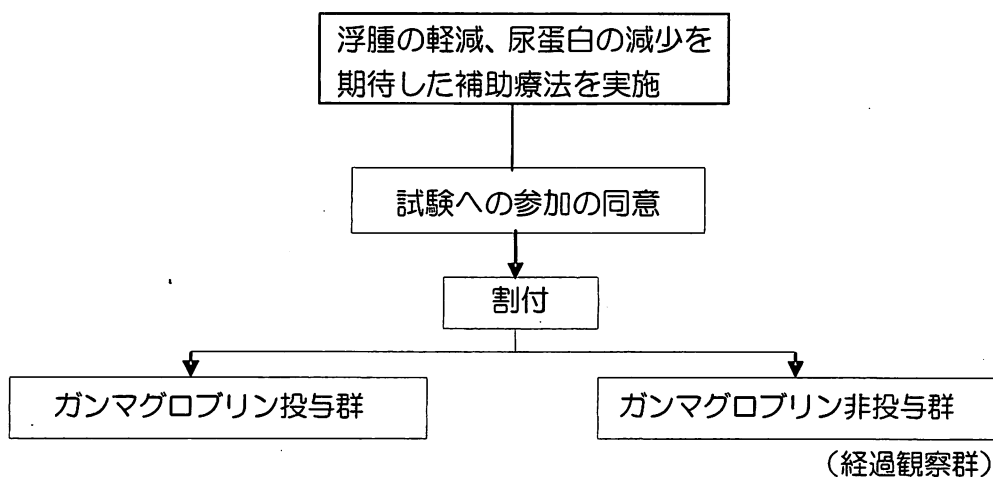 浮腫の軽減、尿蛋白の減少を
期待した補助療法を実施
試験への参加の同意
割付
ガンマグロブリン投与群
ガンマグロブリン非投与群
（経過観察群）